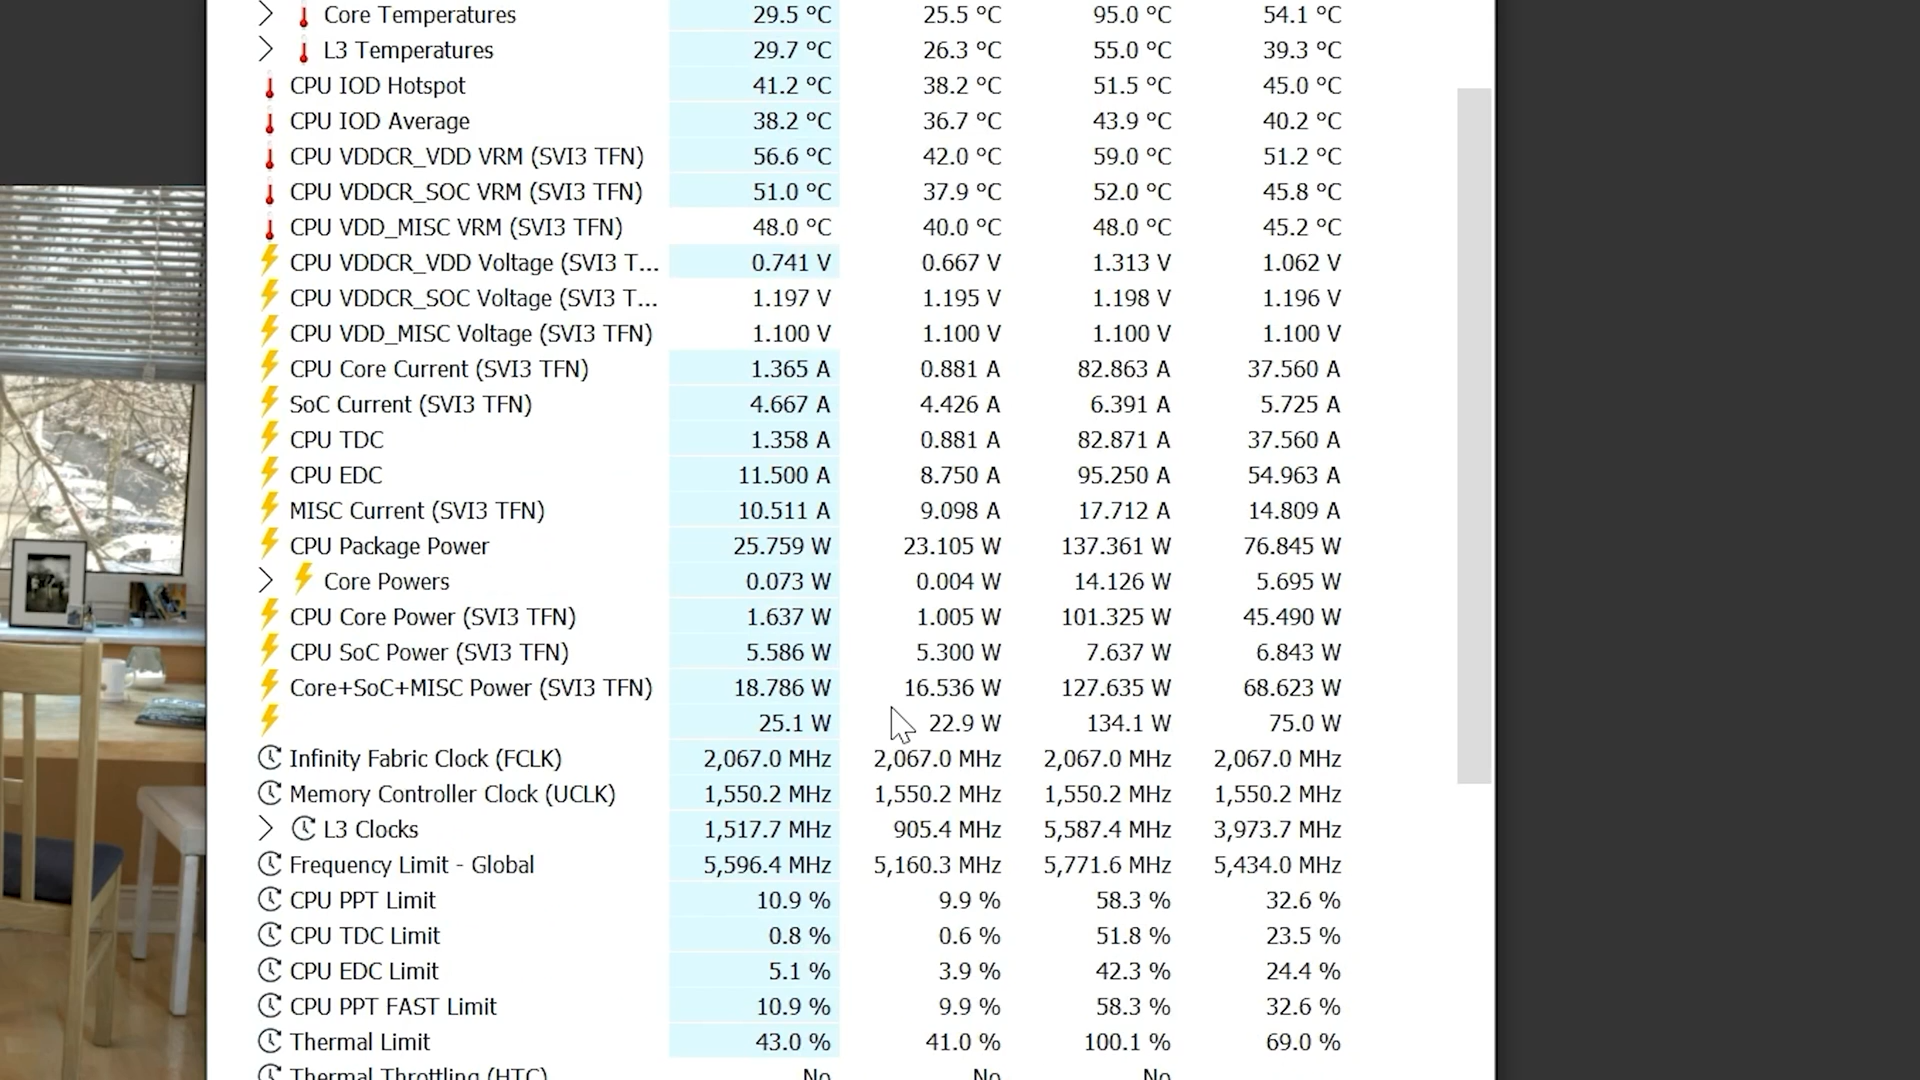 Core Temperatures 29.5 °C 25.5 °C 95.0 °C 54.1 °C
L3 Temperatures 29.7 °C 26.3 °C 55.0 °C 39.3 °C
CPU IOD Hotspot 41.2 °C 38.2 °C 51.5 °C 45.0 °C
CPU IOD Average 38.2 °C 36.7 °C 43.9 °C 40.2 °C
CPU VDDCR_VDD VRM (SVI3 TFN) 56.6 °C 42.0 °C 59.0 °C 51.2 °C
CPU VDDCR_SOC VRM (SVI3 TFN) 51.0 °C 37.9 °C 52.0 °C 45.8 °C
CPU VDD_MISC VRM (SVI3 TFN) 48.0 °C 40.0 °C 48.0 °C 45.2 °C
CPU VDDCR_VDD Voltage (SVI3 T... 0.741 V 0.667 V 1.313 V 1.062 V
CPU VDDCR_SOC Voltage (SVI3 T... 1.197 V 1.195 V 1.198 V 1.196 V
CPU VDD_MISC Voltage (SVI3 TFN) 1.100 V 1.100 V 1.100 V 1.100 V
CPU Core Current (SVI3 TFN) 1.365 A 0.881 A 82.863 A 37.560 A
SoC Current (SVI3 TFN) 4.667 A 4.426 A 6.391 A 5.725 A
CPU TDC 1.358 A 0.881 A 82.871 A 37.560 A
CPU EDC 11.500 A 8.750 A 95.250 A 54.963 A
MISC Current (SVI3 TFN) 10.511 A 9.098 A 17.712 A 14.809 A
CPU Package Power 25.759 W 23.105 W 137.361 W 76.845 W
Core Powers 0.073 W 0.004 W 14.126 W 5.695 W
CPU Core Power (SVI3 TFN) 1.637 W 1.005 W 101.325 W 45.490 W
CPU SoC Power (SVI3 TFN) 5.586 W 5.300 W 7.637 W 6.843 W
Core+SoC+MISC Power (SVI3 TFN) 18.786 W 16.536 W 127.635 W 68.623 W
25.1 W 22.9 W 134.1 W 75.0 W
Infinity Fabric Clock (FCLK) 2,067.0 MHz 2,067.0 MHz 2,067.0 MHz 2,067.0 MHz
Memory Controller Clock (UCLK) 1,550.2 MHz 1,550.2 MHz 1,550.2 MHz 1,550.2 MHz
L3 Clocks 1,517.7 MHz 905.4 MHz 5,587.4 MHz 3,973.7 MHz
Frequency Limit - Global 5,596.4 MHz 5,160.3 MHz 5,771.6 MHz 5,434.0 MHz
CPU PPT Limit 10.9 % 9.9 % 58.3 % 32.6 %
CPU TDC Limit 0.8 % 0.6 % 51.8 % 23.5 %
CPU EDC Limit 5.1 % 3.9 % 42.3 % 24.4 %
CPU PPT FAST Limit 10.9 % 9.9 % 58.3 % 32.6 %
Thermal Limit 43.0 % 41.0 % 100.1 % 69.0 %
Thermal Throttling (HTC) No No No